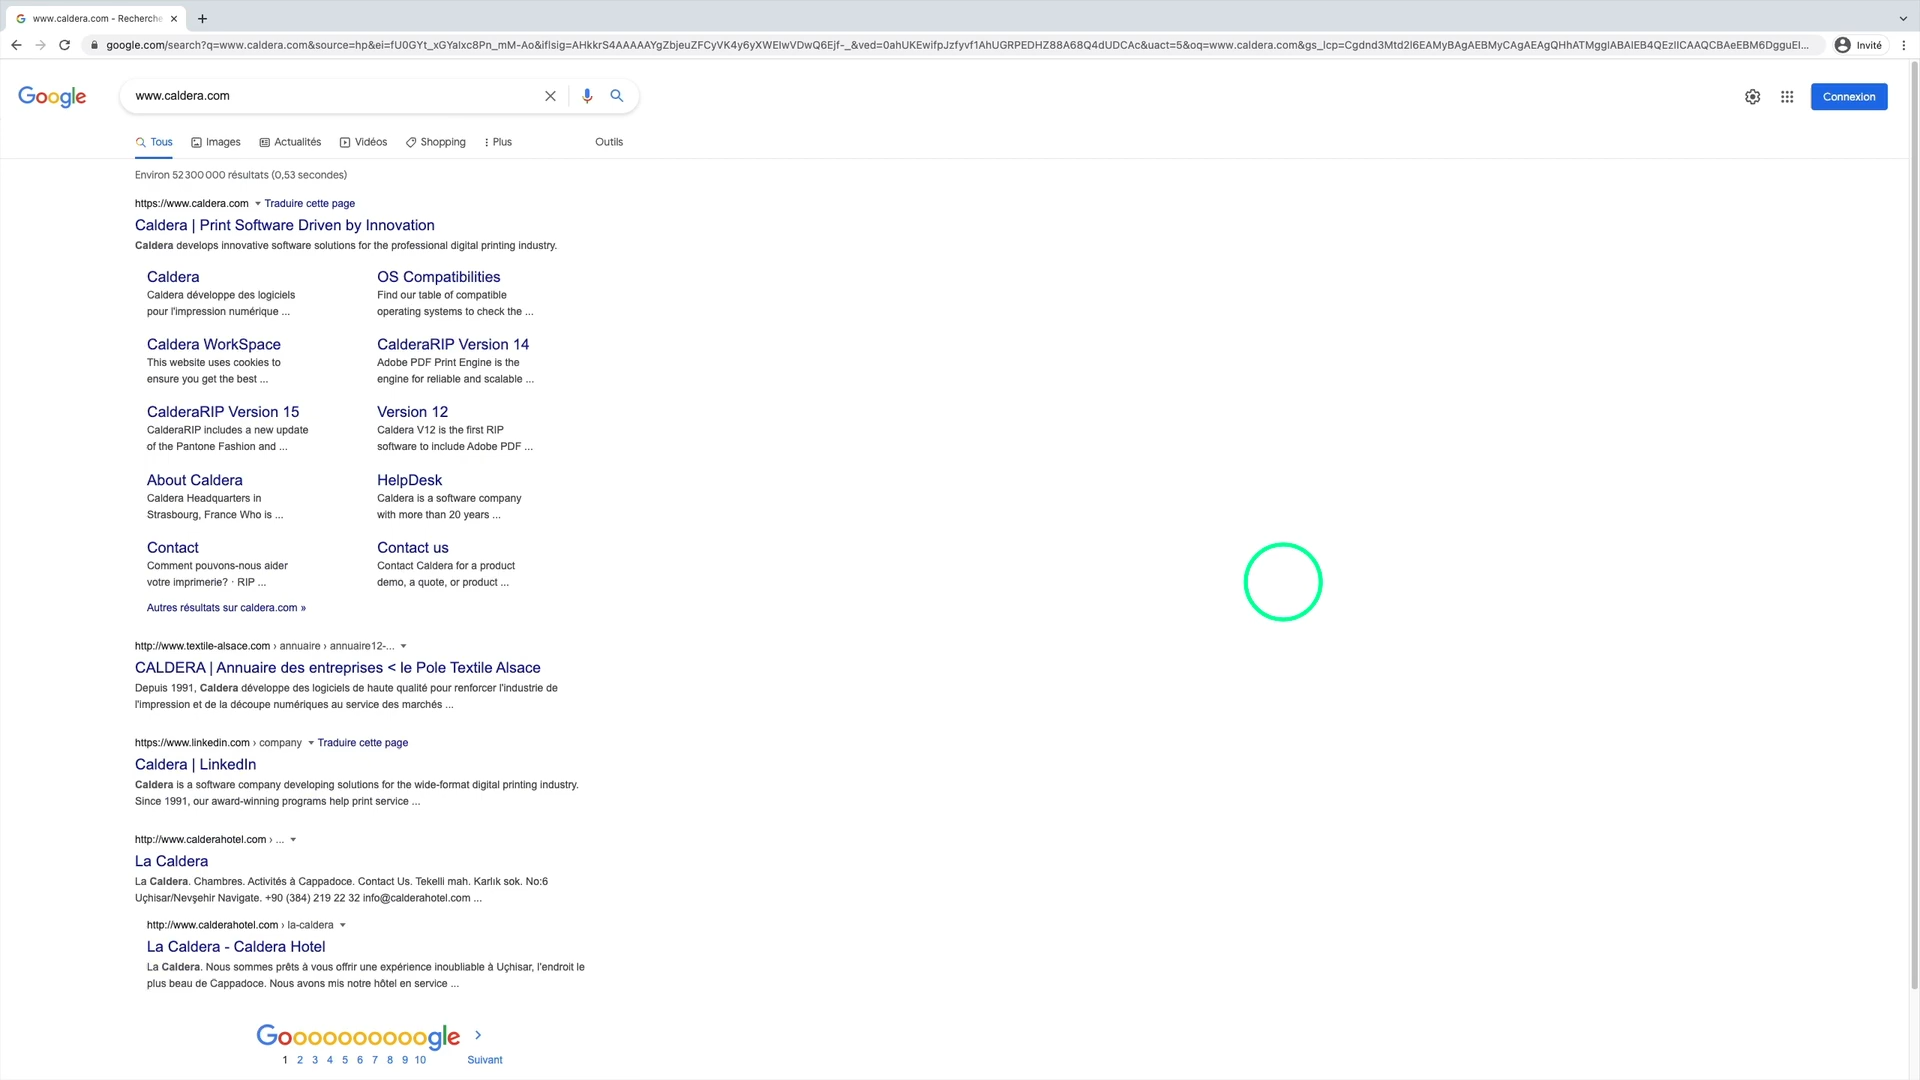 www.caldera.com - Recherche
google.com/search?q=www.caldera.com&source=hp&ei=
Invité
Google
www.caldera.com
Connexion
Tous
Images
Actualités
Vidéos
Shopping
Plus
Outils
Environ 52 300 000 résultats (0,53 secondes)
https://www.caldera.com Traduire cette page
Caldera | Print Software Driven by Innovation
Caldera develops innovative software solutions for the professional digital printing industry.
Caldera
Caldera développe des logiciels
pour l'impression numérique ...
OS Compatibilities
Find our table of compatible
operating systems to check the ...
Caldera WorkSpace
This website uses cookies to
ensure you get the best ...
CalderaRIP Version 14
Adobe PDF Print Engine is the
engine for reliable and scalable ...
CalderaRIP Version 15
CalderaRIP includes a new update
of the Pantone Fashion and ...
Version 12
Caldera V12 is the first RIP
software to include Adobe PDF ...
About Caldera
Caldera Headquarters in
Strasbourg, France Who is ...
HelpDesk
Caldera is a software company
with more than 20 years ...
Contact
Comment pouvons-nous aider
votre imprimerie? · RIP ...
Contact us
Contact Caldera for a product
demo, a quote, or product ...
Autres résultats sur caldera.com »
http://www.textile-alsace.com › annuaire › annuaire12-...
CALDERA | Annuaire des entreprises < le Pole Textile Alsace
Depuis 1991, Caldera développe des logiciels de haute qualité pour renforcer l'industrie de
l'impression et de la découpe numériques au service des marchés ...
https://www.linkedin.com › company Traduire cette page
Caldera | LinkedIn
Caldera is a software company developing solutions for the wide-format digital printing industry.
Since 1991, our award-winning programs help print service ...
http://www.calderahotel.com › ...
La Caldera
La Caldera. Chambres. Activités à Cappadoce. Contact Us. Tekelli mah. Karlık sok. No:6
Uçhisar/Nevşehir Navigate. +90 (384) 219 22 32 info@calderahotel.com ...
http://www.calderahotel.com › la-caldera
La Caldera - Caldera Hotel
La Caldera. Nous sommes prêts à vous offrir une expérience inoubliable à Uçhisar, l'endroit le
plus beau de Cappadoce. Nous avons mis notre hôtel en service ...
Goooooooooogle
1 2 3 4 5 6 7 8 9 10 Suivant